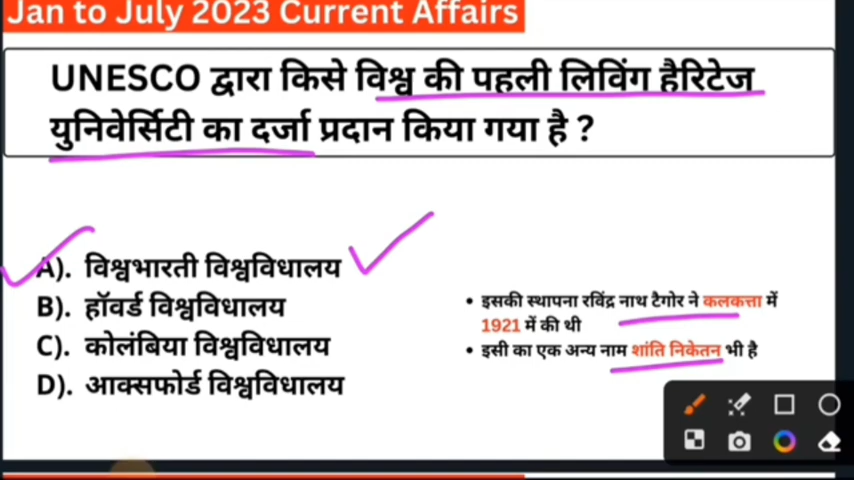 Jan to July 2023 Current Affairs
UNESCO द्वारा किसे विश्व की पहली लिविंग हैरिटेज
युनिवेर्सिटी का दर्जा प्रदान किया गया है ?
A). विश्वभारती विश्वविधालय
B). हॉवर्ड विश्वविधालय
C). कोलंबिया विश्वविधालय
D). आक्सफोर्ड विश्वविधालय
• इसकी स्थापना रविंद्र नाथ टैगोर ने कलकत्ता में
1921 में की थी
• इसी का एक अन्य नाम शांति निकेतन भी है